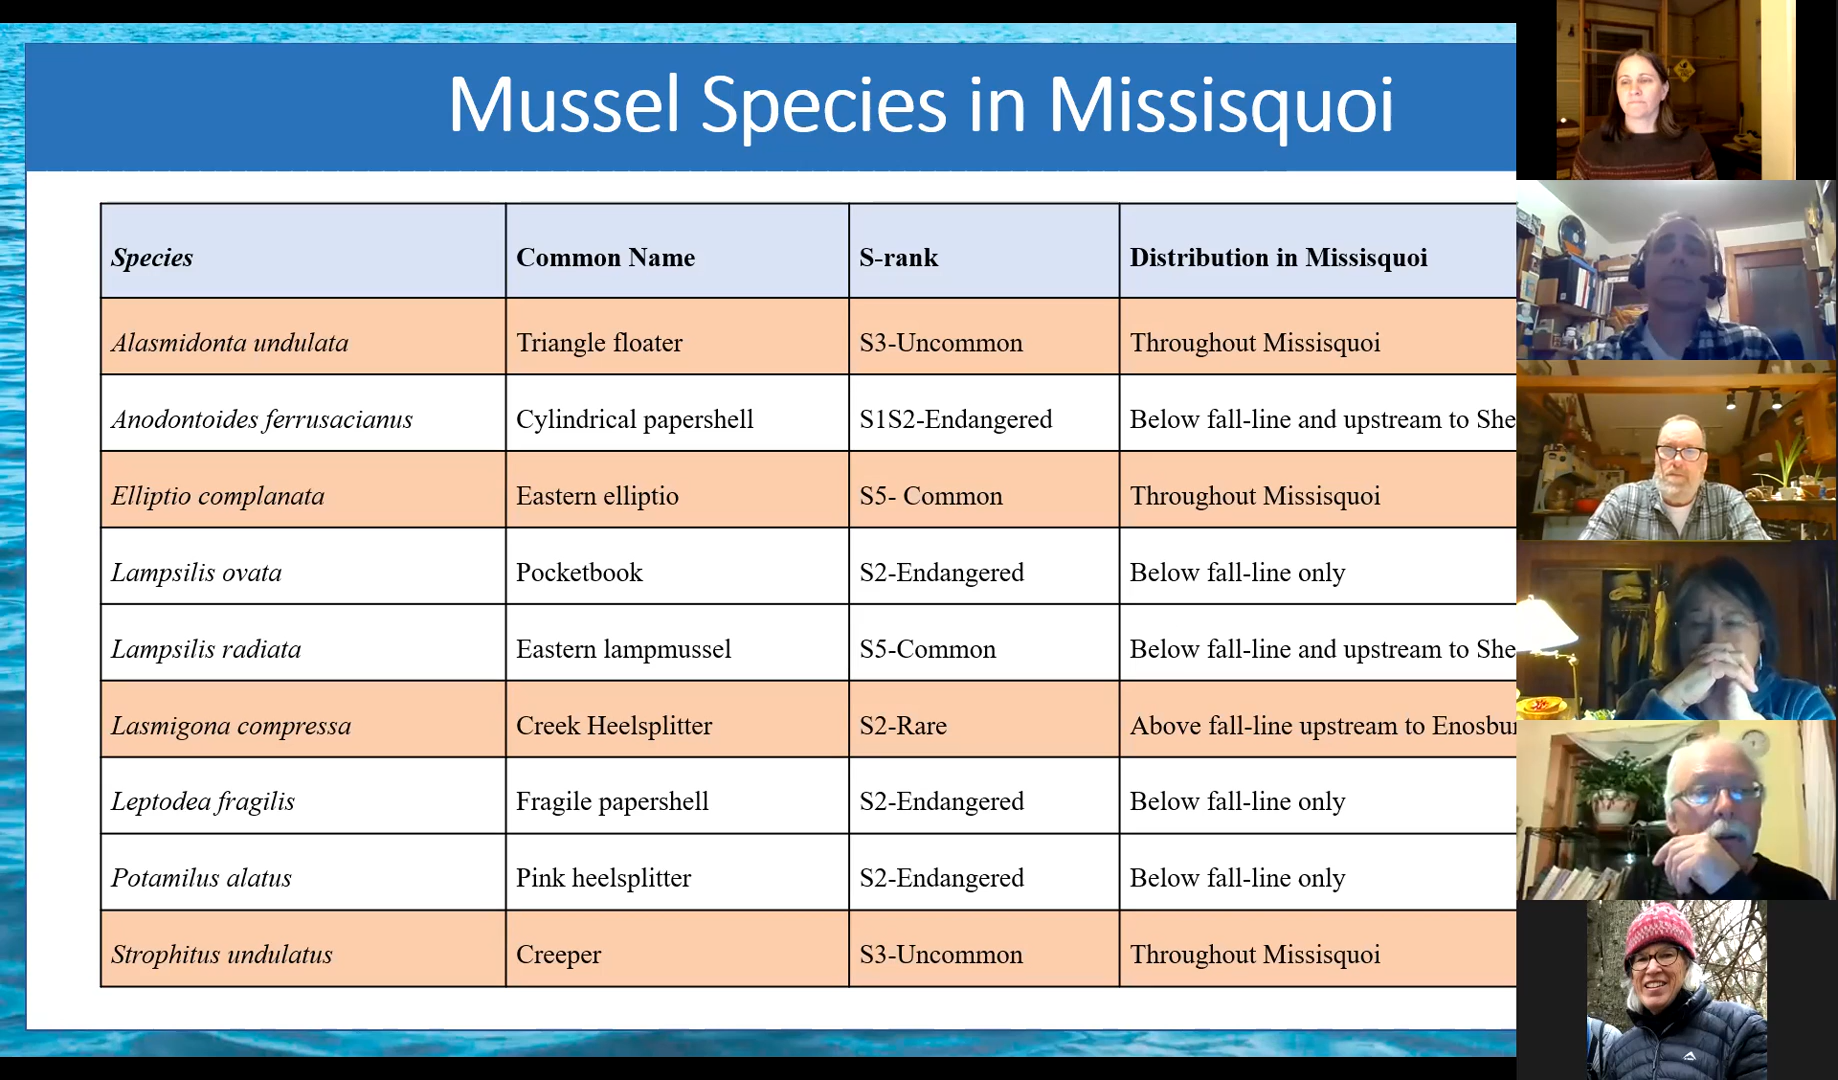 Mussel Species in Missisquoi
Species Common Name S-rank Distribution in Missisquoi
Alasmidonta undulata Triangle floater S3-Uncommon Throughout Missisquoi
Anodontoides ferrusacianus Cylindrical papershell S1S2-Endangered Below fall-line and upstream to She
Elliptio complanata Eastern elliptio S5- Common Throughout Missisquoi
Lampsilis ovata Pocketbook S2-Endangered Below fall-line only
Lampsilis radiata Eastern lampmussel S5-Common Below fall-line and upstream to She
Lasmigona compressa Creek Heelsplitter S2-Rare Above fall-line upstream to Enosbu
Leptodea fragilis Fragile papershell S2-Endangered Below fall-line only
Potamilus alatus Pink heelsplitter S2-Endangered Below fall-line only
Strophitus undulatus Creeper S3-Uncommon Throughout Missisquoi